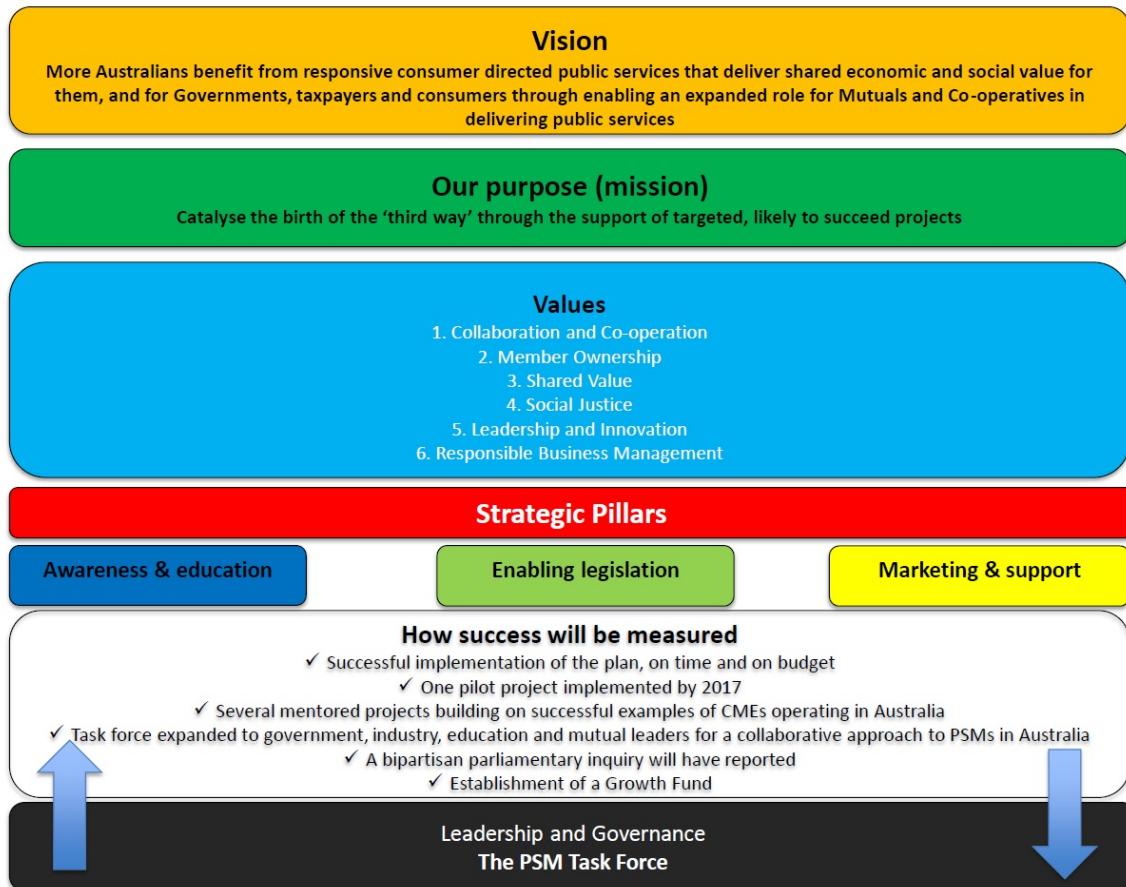 Vision
More Australians benefit from responsive consumer directed public services that deliver shared economic and social value for
them, and for Governments, taxpayers and consumers through enabling an expanded role for Mutuals and Co-operatives in
delivering public services
Our purpose (mission)
Catalyse the birth of the ‘third way’ through the support of targeted, likely to succeed projects
Values
1. Collaboration and Co-operation
2. Member Ownership
3. Shared Value
4. Social Justice
5. Leadership and Innovation
6. Responsible Business Management
Strategic Pillars
Awareness & education
Enabling legislation
Marketing & support
How success will be measured
✓ Successful implementation of the plan, on time and on budget
✓ One pilot project implemented by 2017
✓ Several mentored projects building on successful examples of CMEs operating in Australia
✓ Task force expanded to government, industry, education and mutual leaders for a collaborative approach to PSMs in Australia
✓ A bipartisan parliamentary inquiry will have reported
✓ Establishment of a Growth Fund
Leadership and Governance
The PSM Task Force